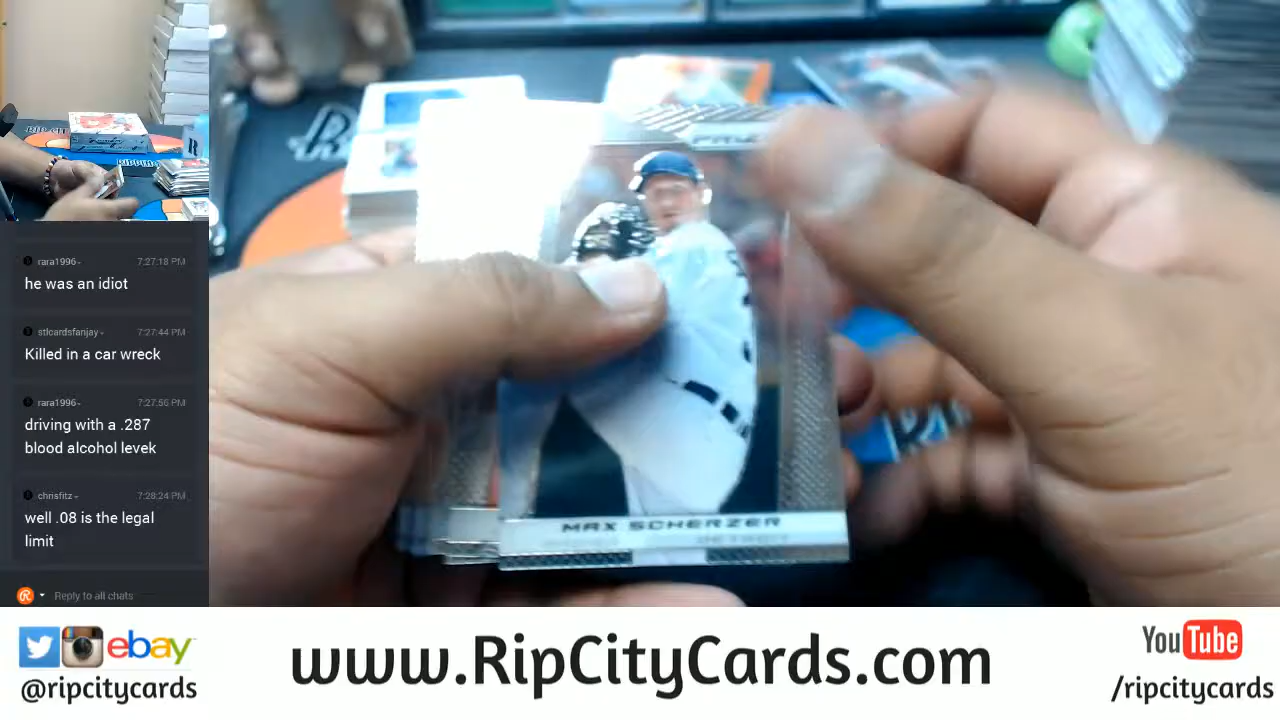 rara1996
7:27:18 PM
he was an idiot
stlcardsfanjay
7:27:44 PM
Killed in a car wreck
rara1996
7:27:56 PM
driving with a .287
blood alcohol levek
chrisfitz
7:28:24 PM
well .08 is the legal
limit
Reply to all chats
MAX SCHERZER
DETROIT
ebay
@ripcitycards
www.RipCityCards.com
YouTube
/ripcitycards